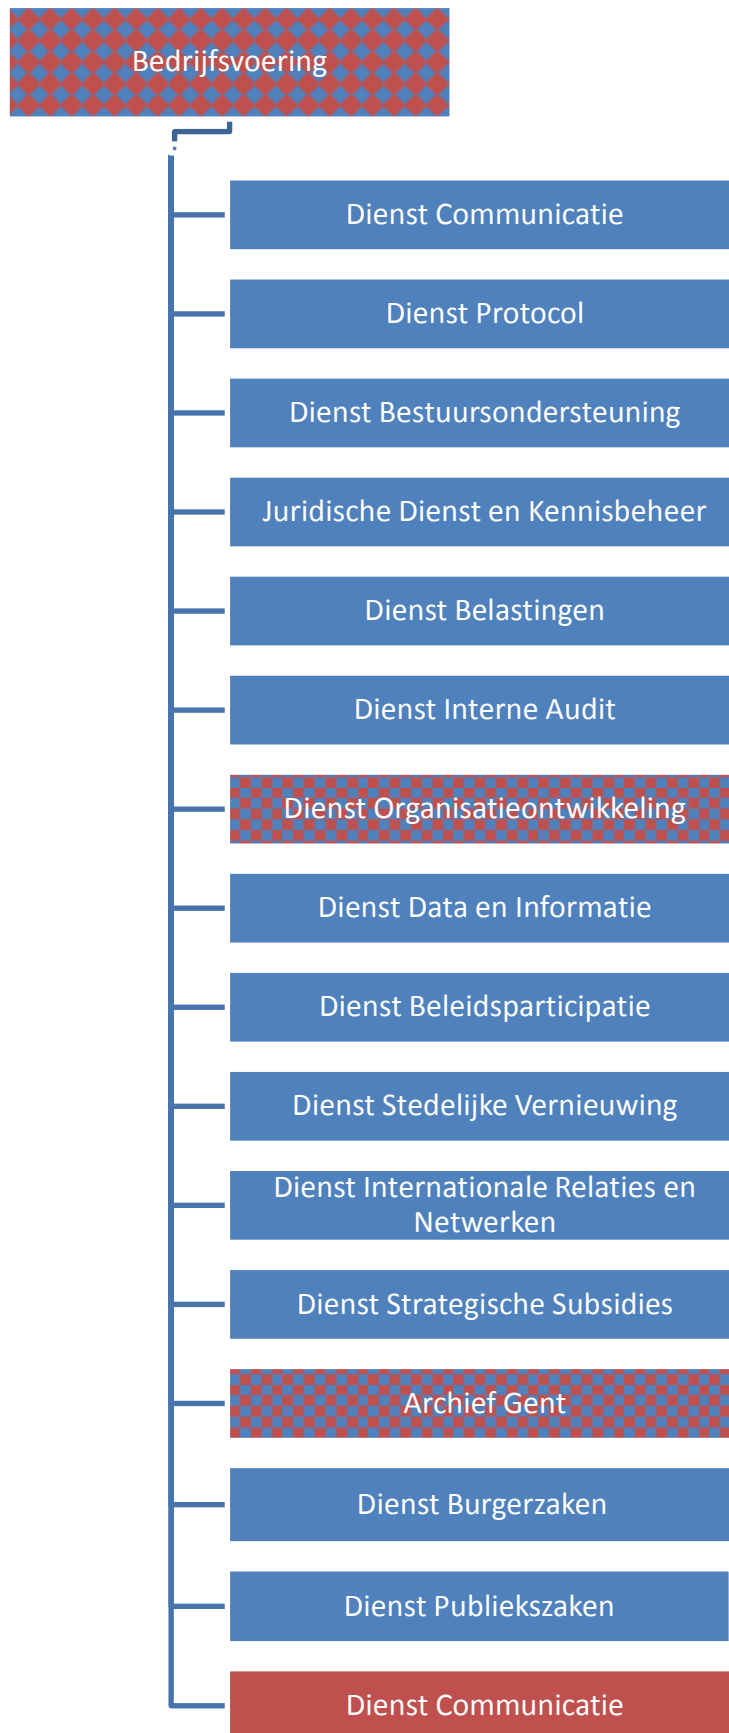 Bedrijfsvoering
Dienst Communicatie
Dienst Protocol
Dienst Bestuursondersteuning
Juridische Dienst en Kennisbeheer
Dienst Belastingen
Dienst Interne Audit
Dienst Organisatieontwikkeling
Dienst Data en Informatie
Dienst Beleidsparticipatie
Dienst Stedelijke Vernieuwing
Dienst Internationale Relaties en
Netwerken
Dienst Strategische Subsidies
Archief Gent
Dienst Burgerzaken
Dienst Publiekszaken
Dienst Communicatie